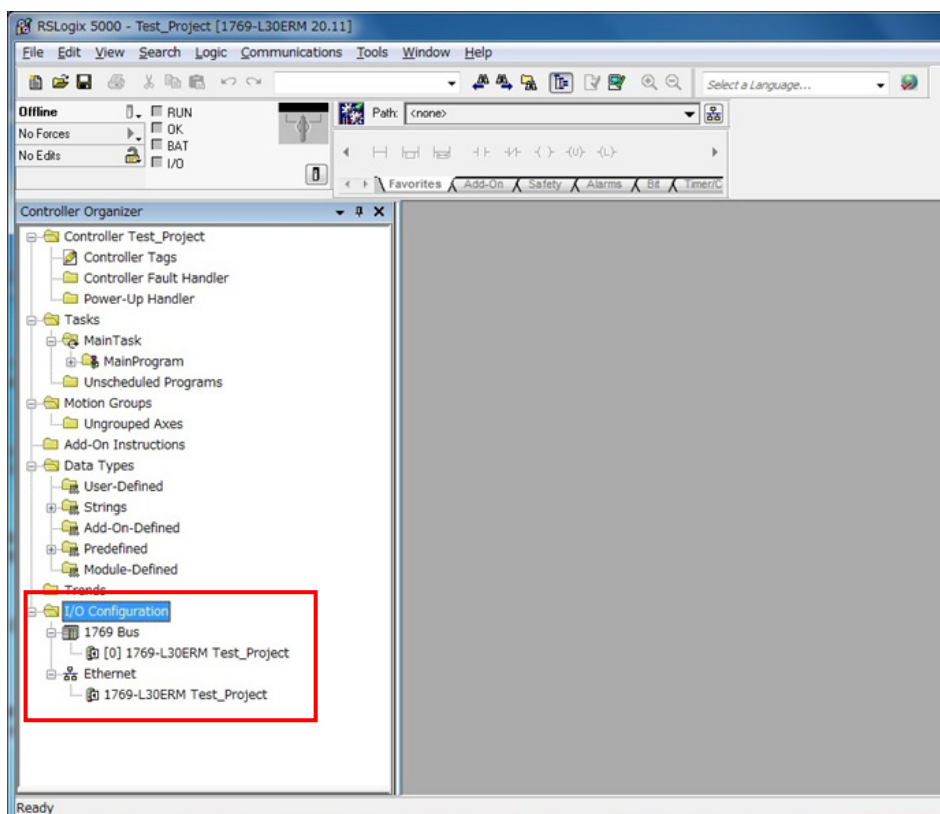 RSLogix 5000 - Test_Project [1769-L30ERM 20.11]
File Edit View Search Logic Communications Tools Window Help
Select a Language...
Offline
RUN
Path: <none>
No Forces
OK
No Edits
BAT
I/O
Favorites Add-On Safety Alarms Bit Timer/C
Controller Organizer
Controller Test_Project
Controller Tags
Controller Fault Handler
Power-Up Handler
Tasks
MainTask
MainProgram
Unscheduled Programs
Motion Groups
Ungrouped Axes
Add-On Instructions
Data Types
User-Defined
Strings
Add-On-Defined
Predefined
Module-Defined
Trends
I/O Configuration
1769 Bus
[0] 1769-L30ERM Test_Project
Ethernet
1769-L30ERM Test_Project
Ready